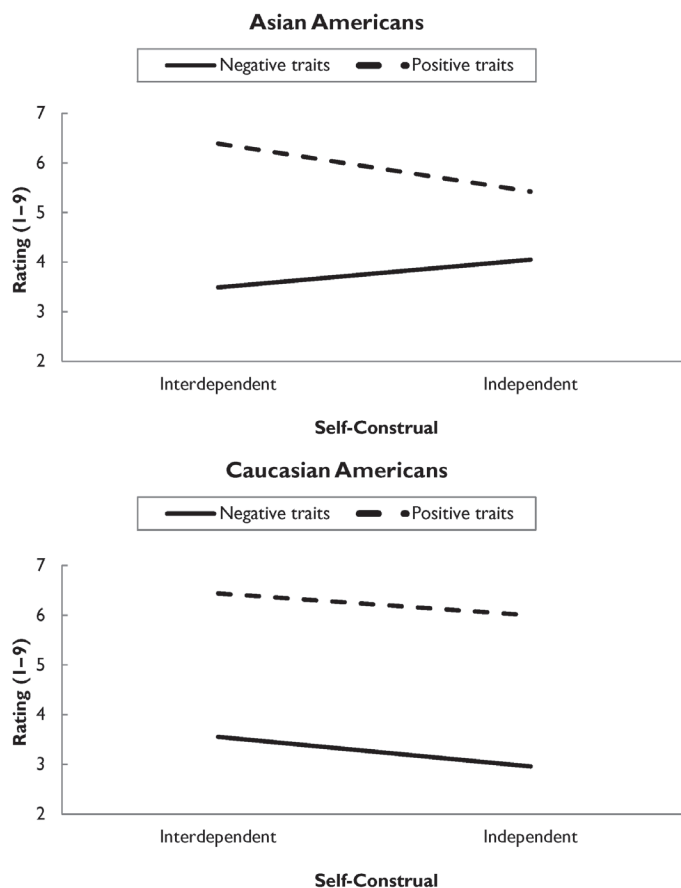 Asian Americans
Negative traits Positive traits
7
6
5
4
3
2
Rating (1–9)
Interdependent Independent
Self-Construal
Caucasian Americans
Negative traits Positive traits
7
6
5
4
3
2
Rating (1–9)
Interdependent Independent
Self-Construal